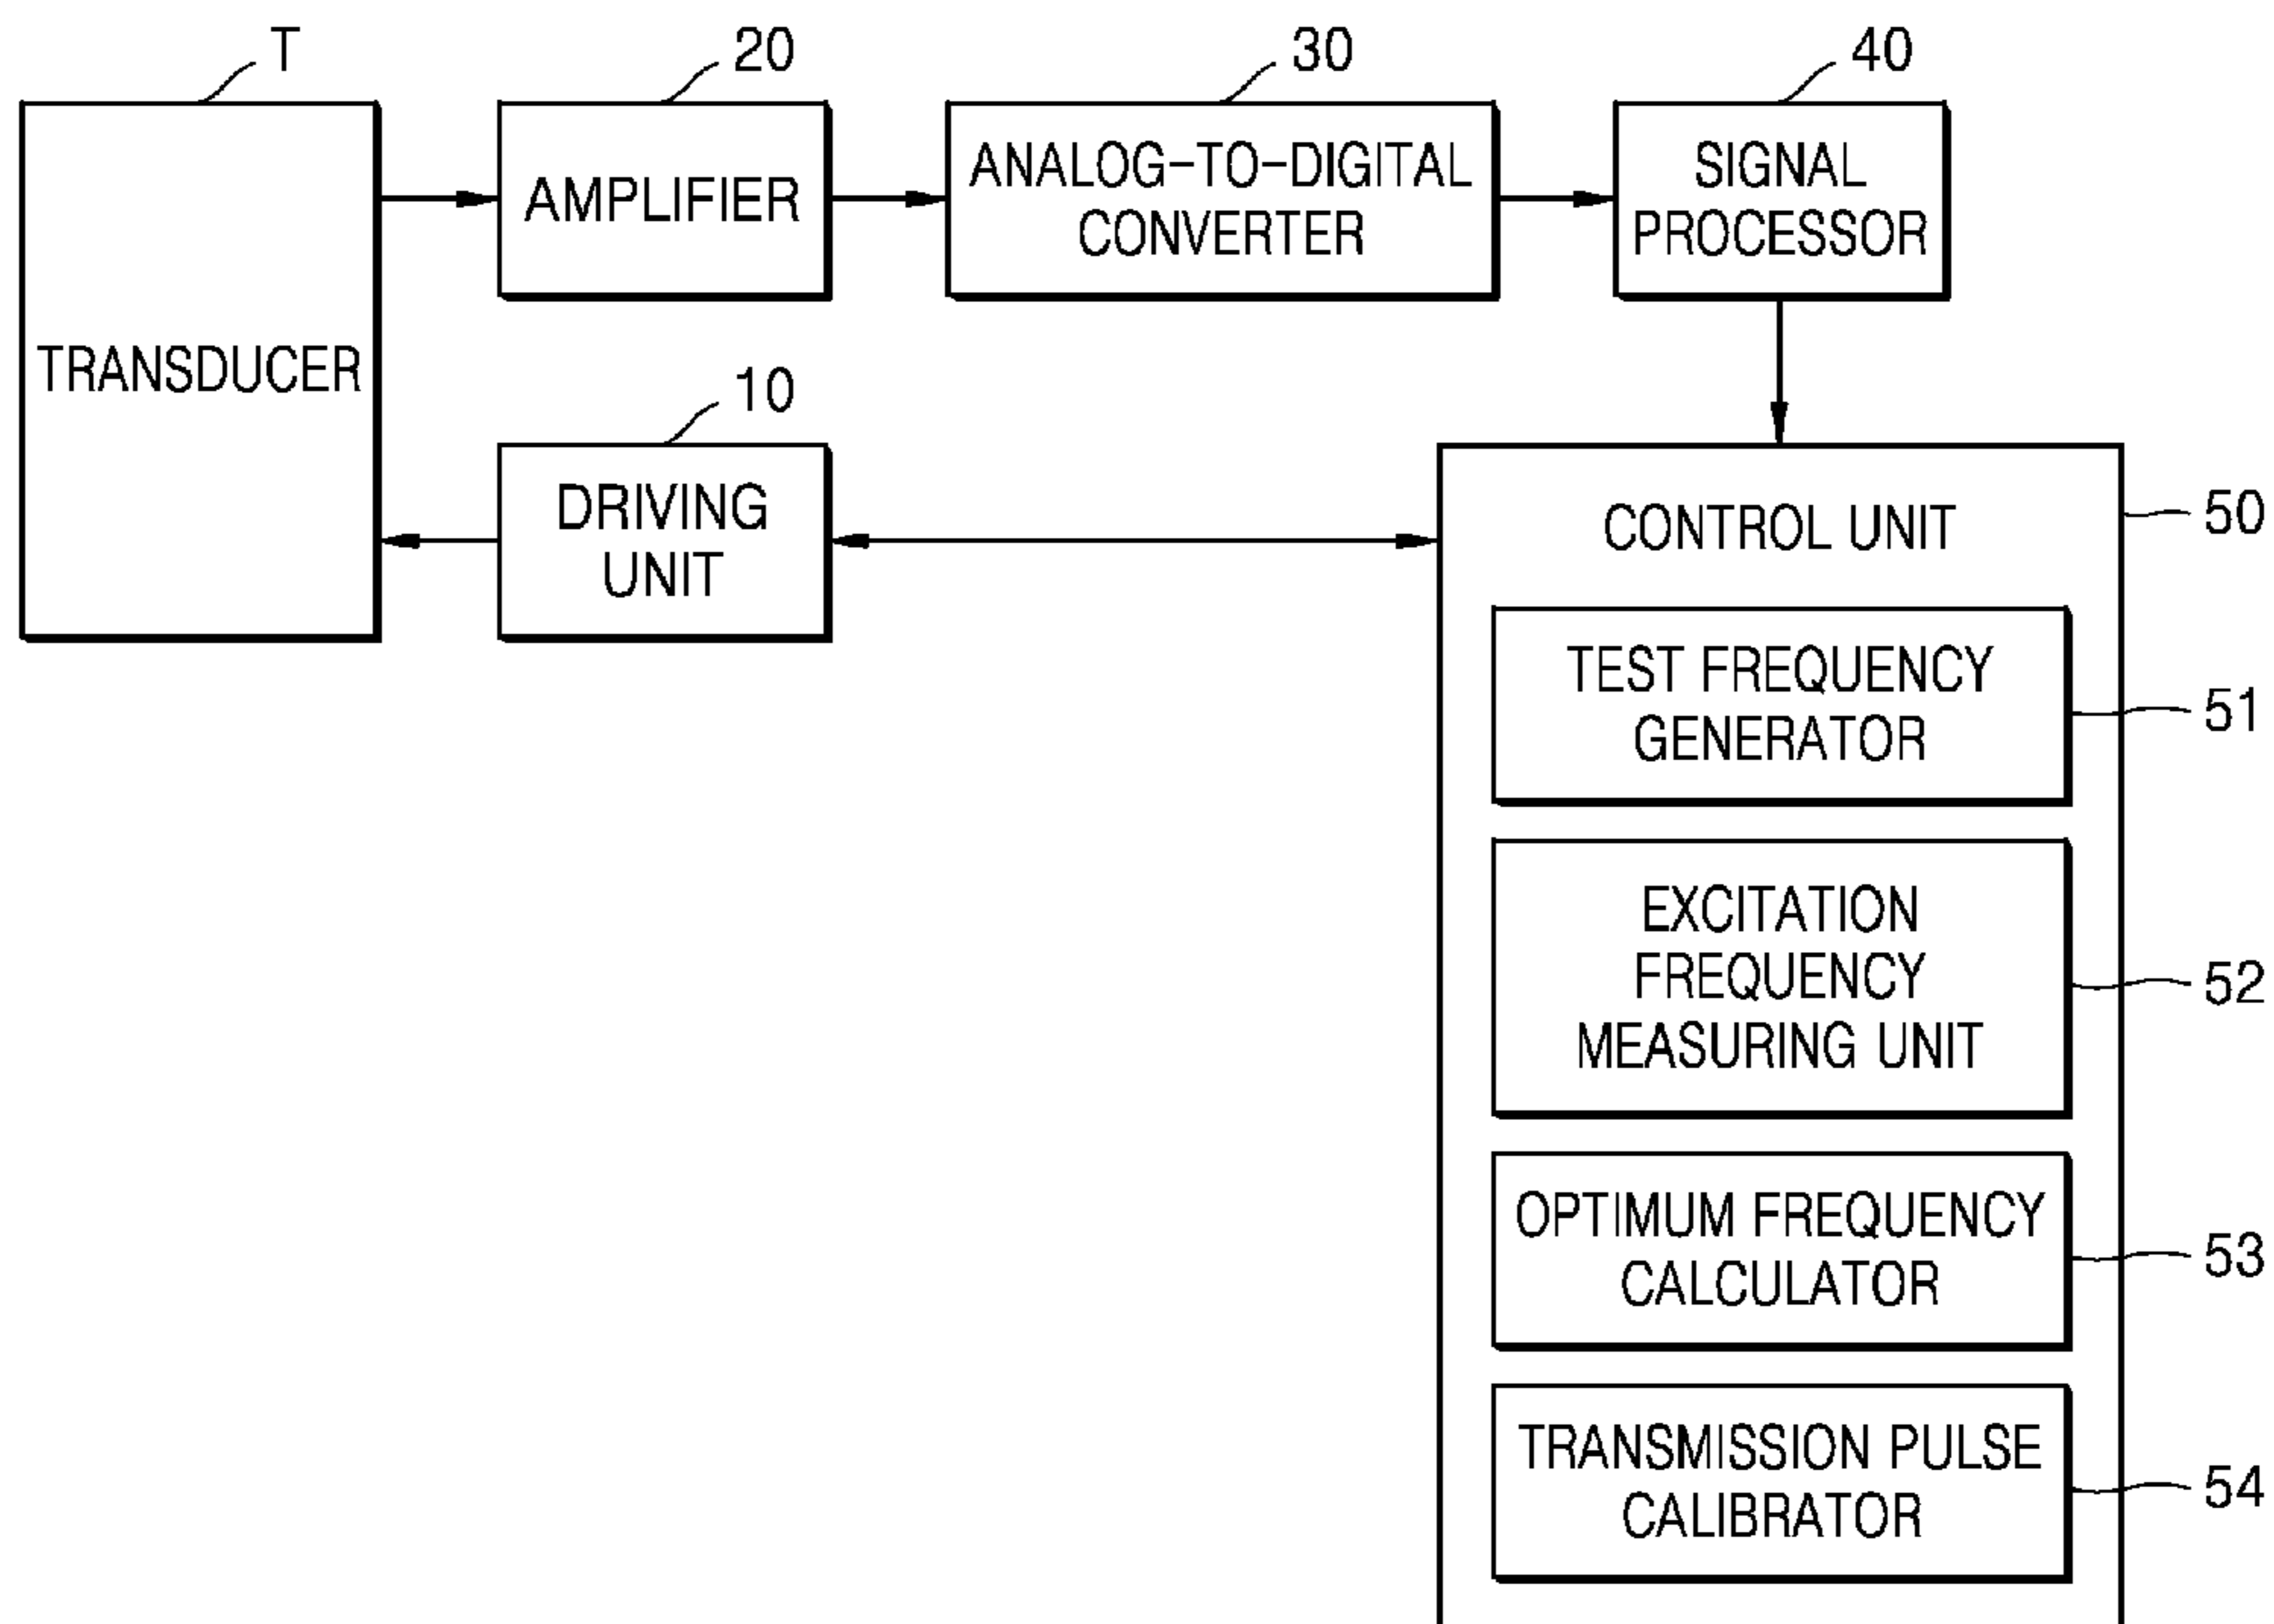 T
20
30
40
TRANSDUCER
AMPLIFIER
ANALOG-TO-DIGITAL
CONVERTER
SIGNAL
PROCESSOR
10
DRIVING
UNIT
CONTROL UNIT
50
TEST FREQUENCY
GENERATOR
51
EXCITATION
FREQUENCY
MEASURING UNIT
52
OPTIMUM FREQUENCY
CALCULATOR
53
TRANSMISSION PULSE
CALIBRATOR
54